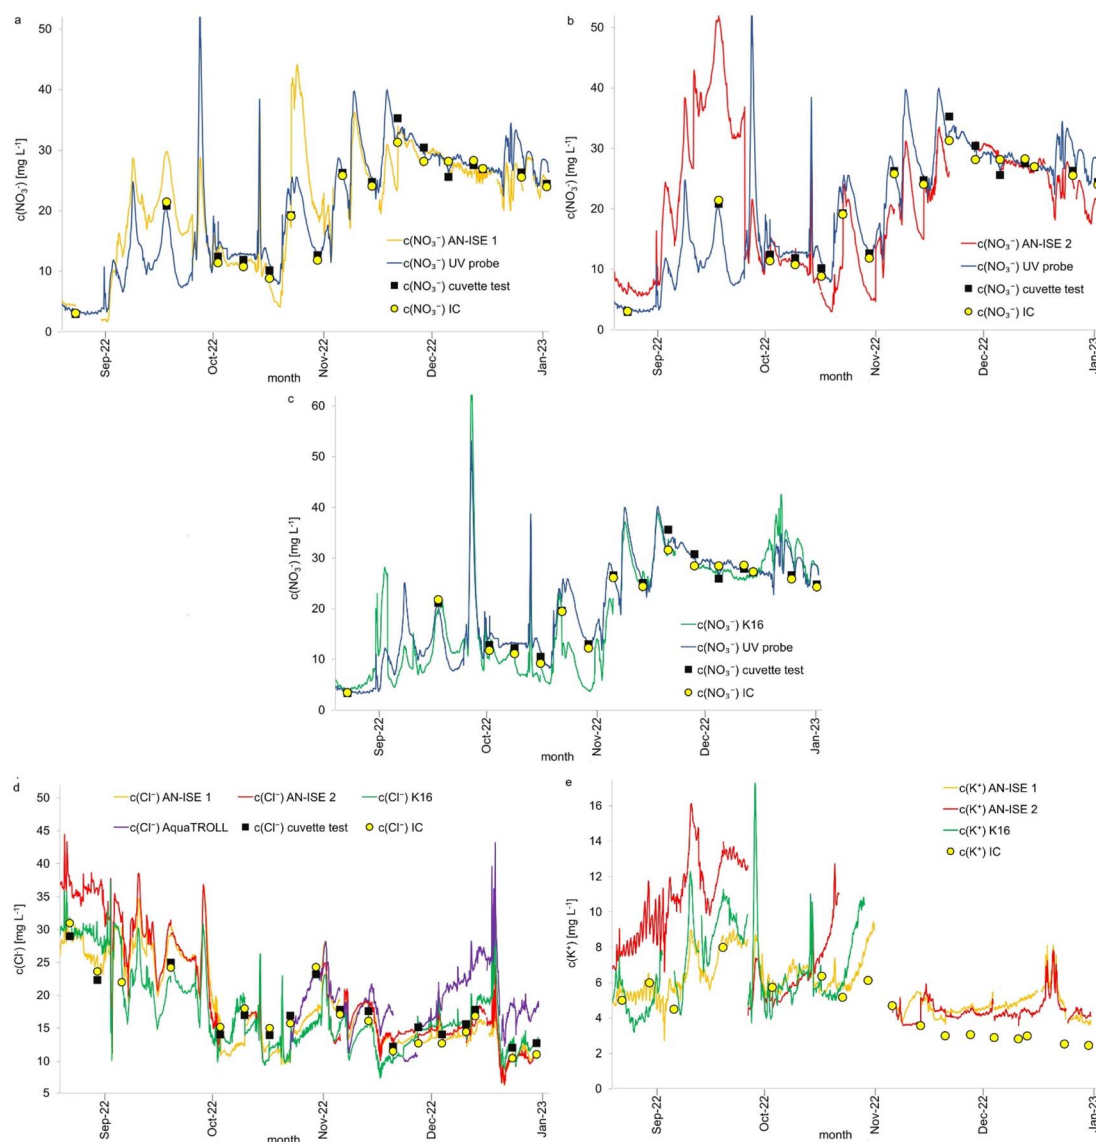 a
c(NO₃⁻) [mg L⁻¹]
50
40
30
20
10
0
c(NO₃⁻) AN-ISE 1
c(NO₃⁻) UV probe
c(NO₃⁻) cuvette test
c(NO₃⁻) IC
Sep-22
Oct-22
Nov-22
Dec-22
Jan-23
month
b
c(NO₃⁻) [mg L⁻¹]
50
40
30
20
10
0
c(NO₃⁻) AN-ISE 2
c(NO₃⁻) UV probe
c(NO₃⁻) cuvette test
c(NO₃⁻) IC
Sep-22
Oct-22
Nov-22
Dec-22
Jan-23
month
c
c(NO₃⁻) [mg L⁻¹]
60
50
40
30
20
10
0
c(NO₃⁻) K16
c(NO₃⁻) UV probe
c(NO₃⁻) cuvette test
c(NO₃⁻) IC
Sep-22
Oct-22
Nov-22
Dec-22
Jan-23
month
d
c(Cl⁻) [mg L⁻¹]
50
45
40
35
30
25
20
15
10
5
c(Cl⁻) AN-ISE 1 c(Cl⁻) AN-ISE 2 c(Cl⁻) K16
c(Cl⁻) AquaTROLL c(Cl⁻) cuvette test c(Cl⁻) IC
Sep-22
Oct-22
Nov-22
Dec-22
Jan-23
month
e
c(K⁺) [mg L⁻¹]
16
14
12
10
8
6
4
2
0
c(K⁺) AN-ISE 1
c(K⁺) AN-ISE 2
c(K⁺) K16
c(K⁺) IC
Sep-22
Oct-22
Nov-22
Dec-22
Jan-23
month